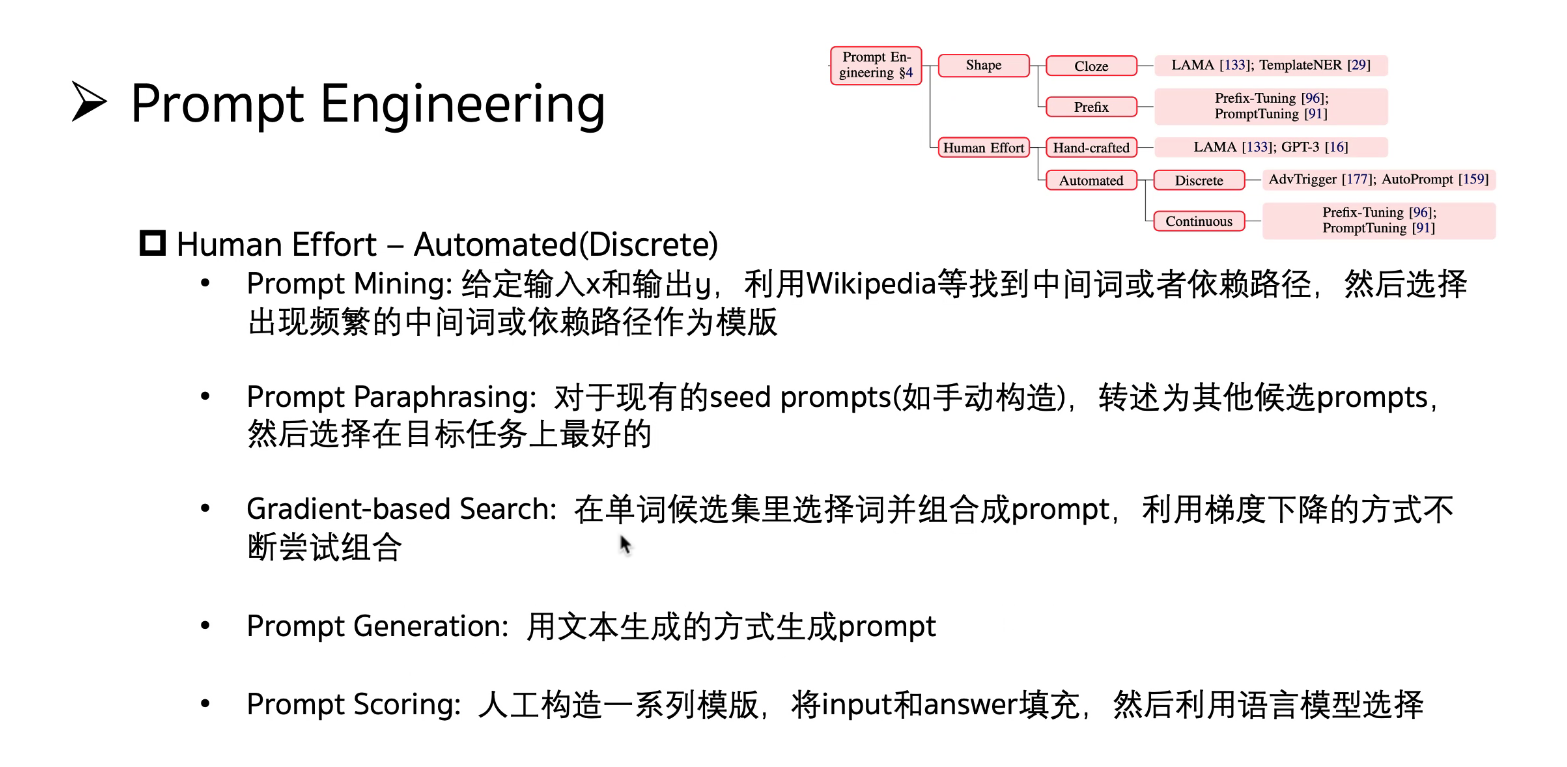 Prompt Engineering
Prompt En-
gineering §4
Shape
Cloze
LAMA [133]; TemplateNER [29]
Prefix
Prefix-Tuning [96];
PromptTuning [91]
Human Effort
Hand-crafted
LAMA [133]; GPT-3 [16]
Automated
Discrete
AdvTrigger [177]; AutoPrompt [159]
Continuous
Prefix-Tuning [96];
PromptTuning [91]
Human Effort – Automated(Discrete)
• Prompt Mining: 给定输入x和输出y，利用Wikipedia等找到中间词或者依赖路径，然后选择
出现频繁的中间词或依赖路径作为模版
• Prompt Paraphrasing: 对于现有的seed prompts(如手动构造)，转述为其他候选prompts，
然后选择在目标任务上最好的
• Gradient-based Search: 在单词候选集里选择词并组合成prompt，利用梯度下降的方式不
断尝试组合
• Prompt Generation: 用文本生成的方式生成prompt
• Prompt Scoring: 人工构造一系列模版，将input和answer填充，然后利用语言模型选择